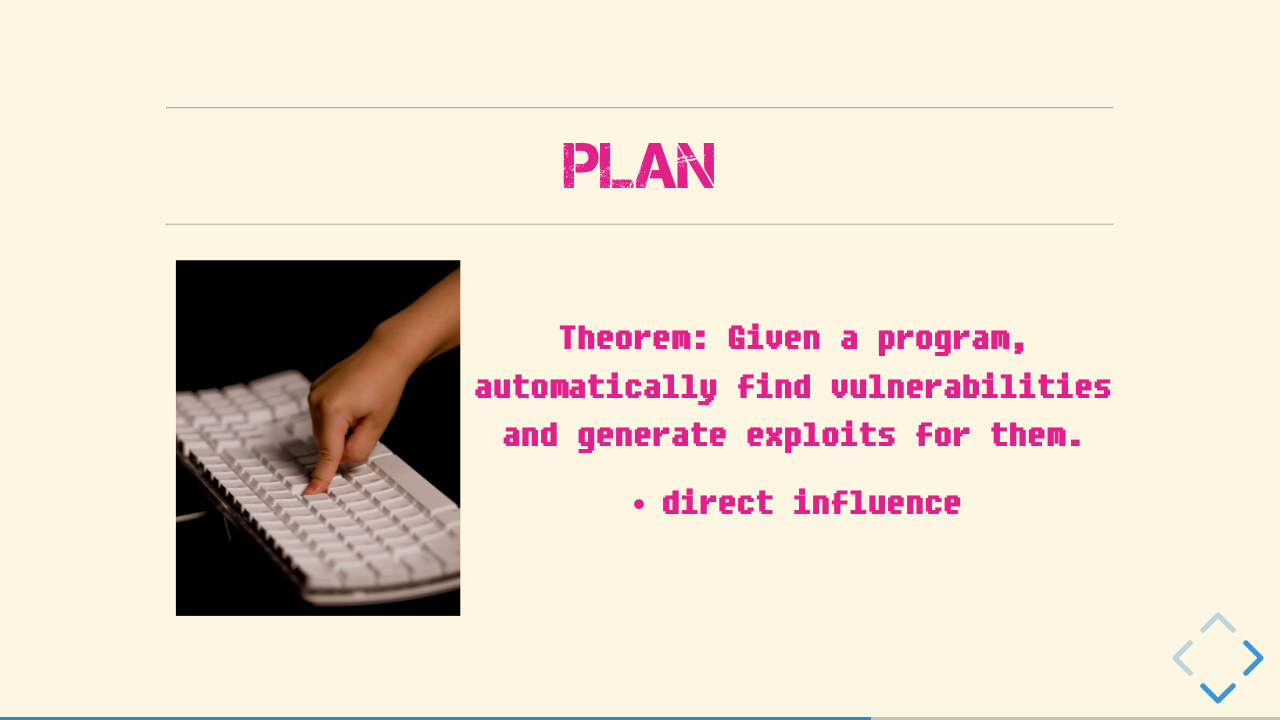 PLAN
Theorem: Given a program,
automatically find vulnerabilities
and generate exploits for them.
• direct influence